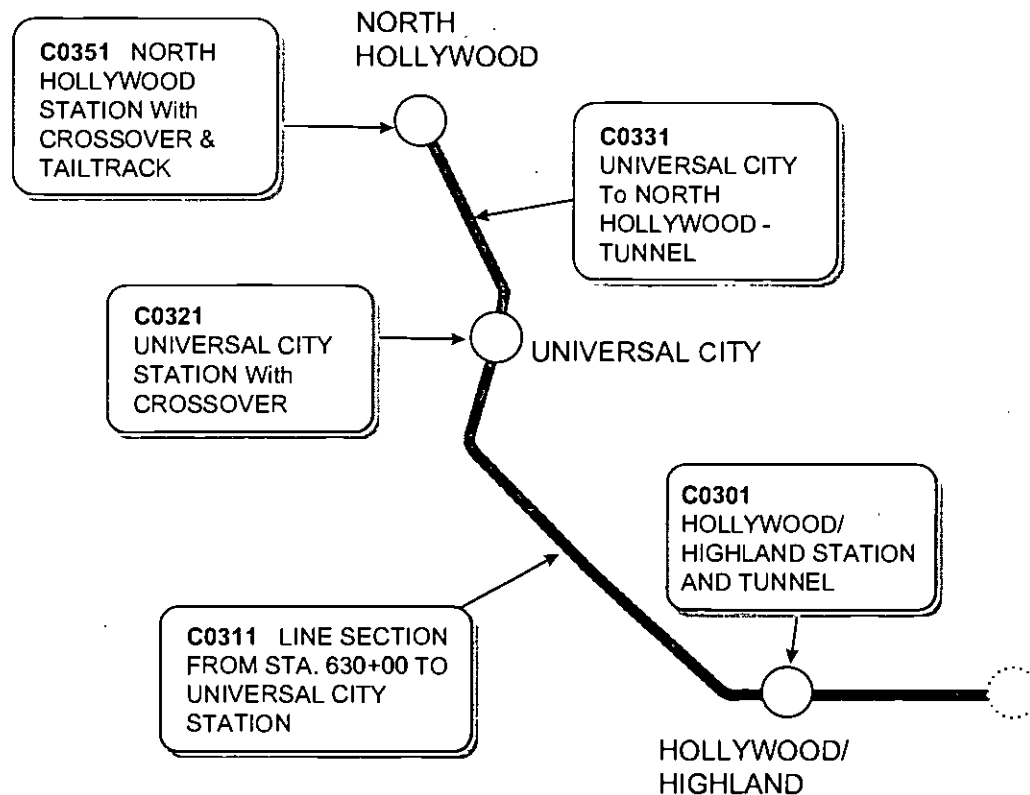 NORTH
HOLLYWOOD
C0351 NORTH
HOLLYWOOD
STATION With
CROSSOVER &
TAILTRACK
C0331
UNIVERSAL CITY
To NORTH
HOLLYWOOD -
TUNNEL
C0321
UNIVERSAL CITY
STATION With
CROSSOVER
UNIVERSAL CITY
C0301
HOLLYWOOD/
HIGHLAND STATION
AND TUNNEL
C0311 LINE SECTION
FROM STA. 630+00 TO
UNIVERSAL CITY
STATION
HOLLYWOOD/
HIGHLAND